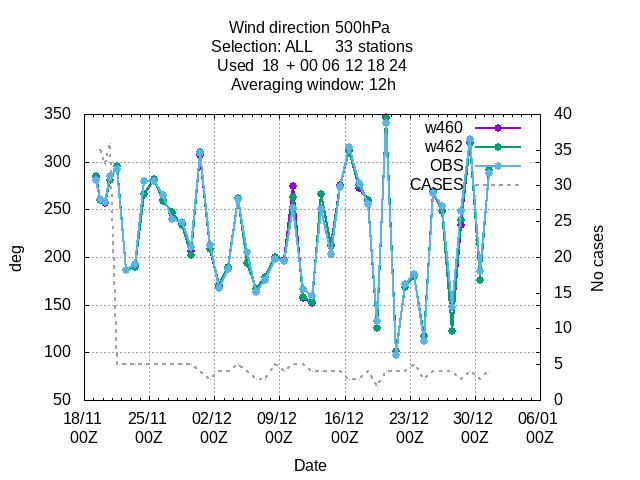 Wind direction 500hPa
Selection: ALL 33 stations
Used 18 + 00 06 12 18 24
Averaging window: 12h
350
300
250
200
150
100
50
deg
40
35
30
25
20
15
10
5
0
No cases
w460
w462
OBS
CASES
18/11 25/11 02/12 09/12 16/12 23/12 30/12 06/01
00Z 00Z 00Z 00Z 00Z 00Z 00Z 00Z
Date